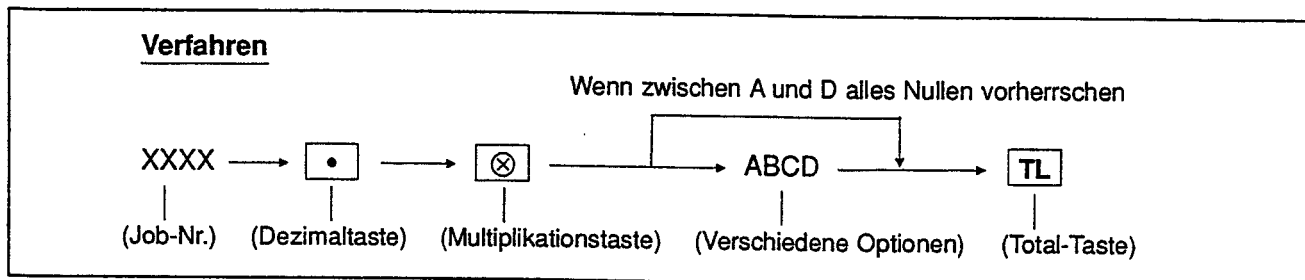 Verfahren
Wenn zwischen A und D alles Nullen vorherrschen
XXXX • ⊗ ABCD TL
(Job-Nr.) (Dezimaltaste) (Multiplikationstaste) (Verschiedene Optionen) (Total-Taste)